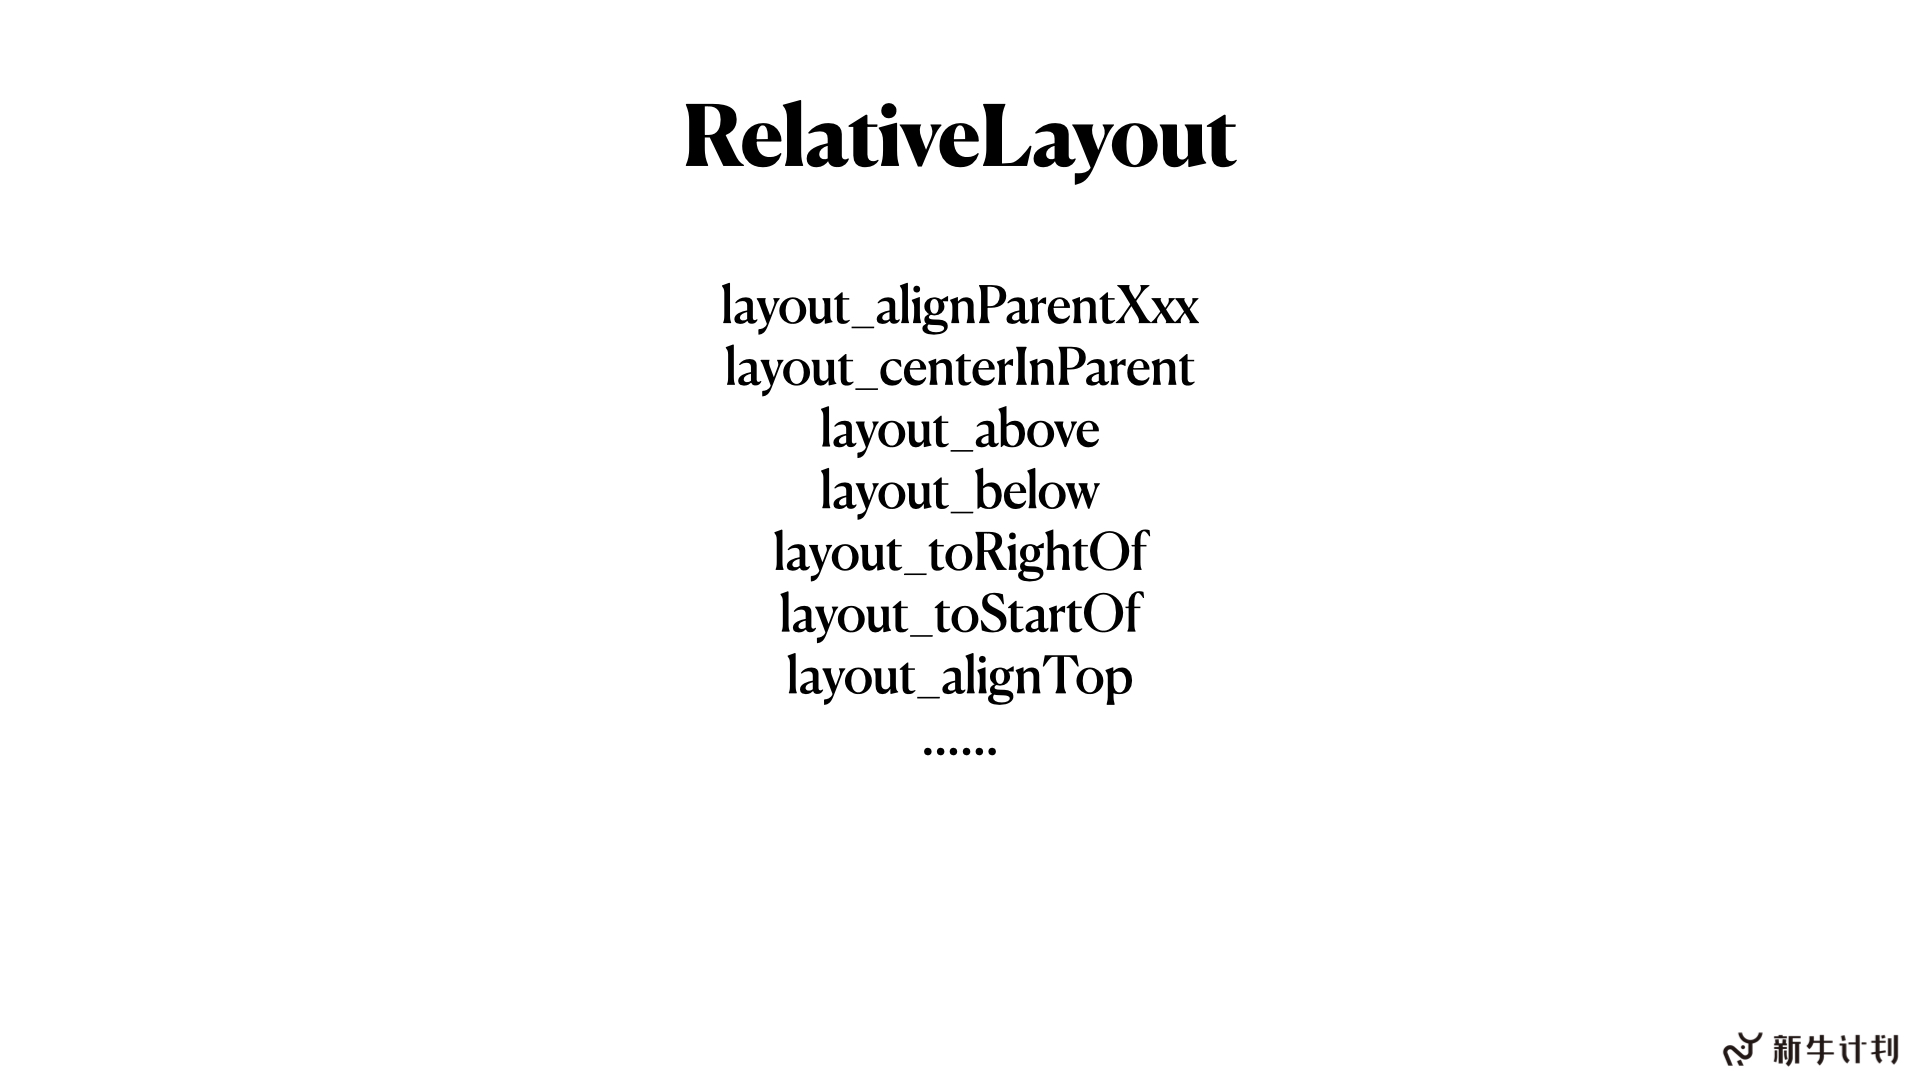 RelativeLayout
layout_alignParentXxx
layout_centerInParent
layout_above
layout_below
layout_toRightOf
layout_toStartOf
layout_alignTop
......
新牛计划